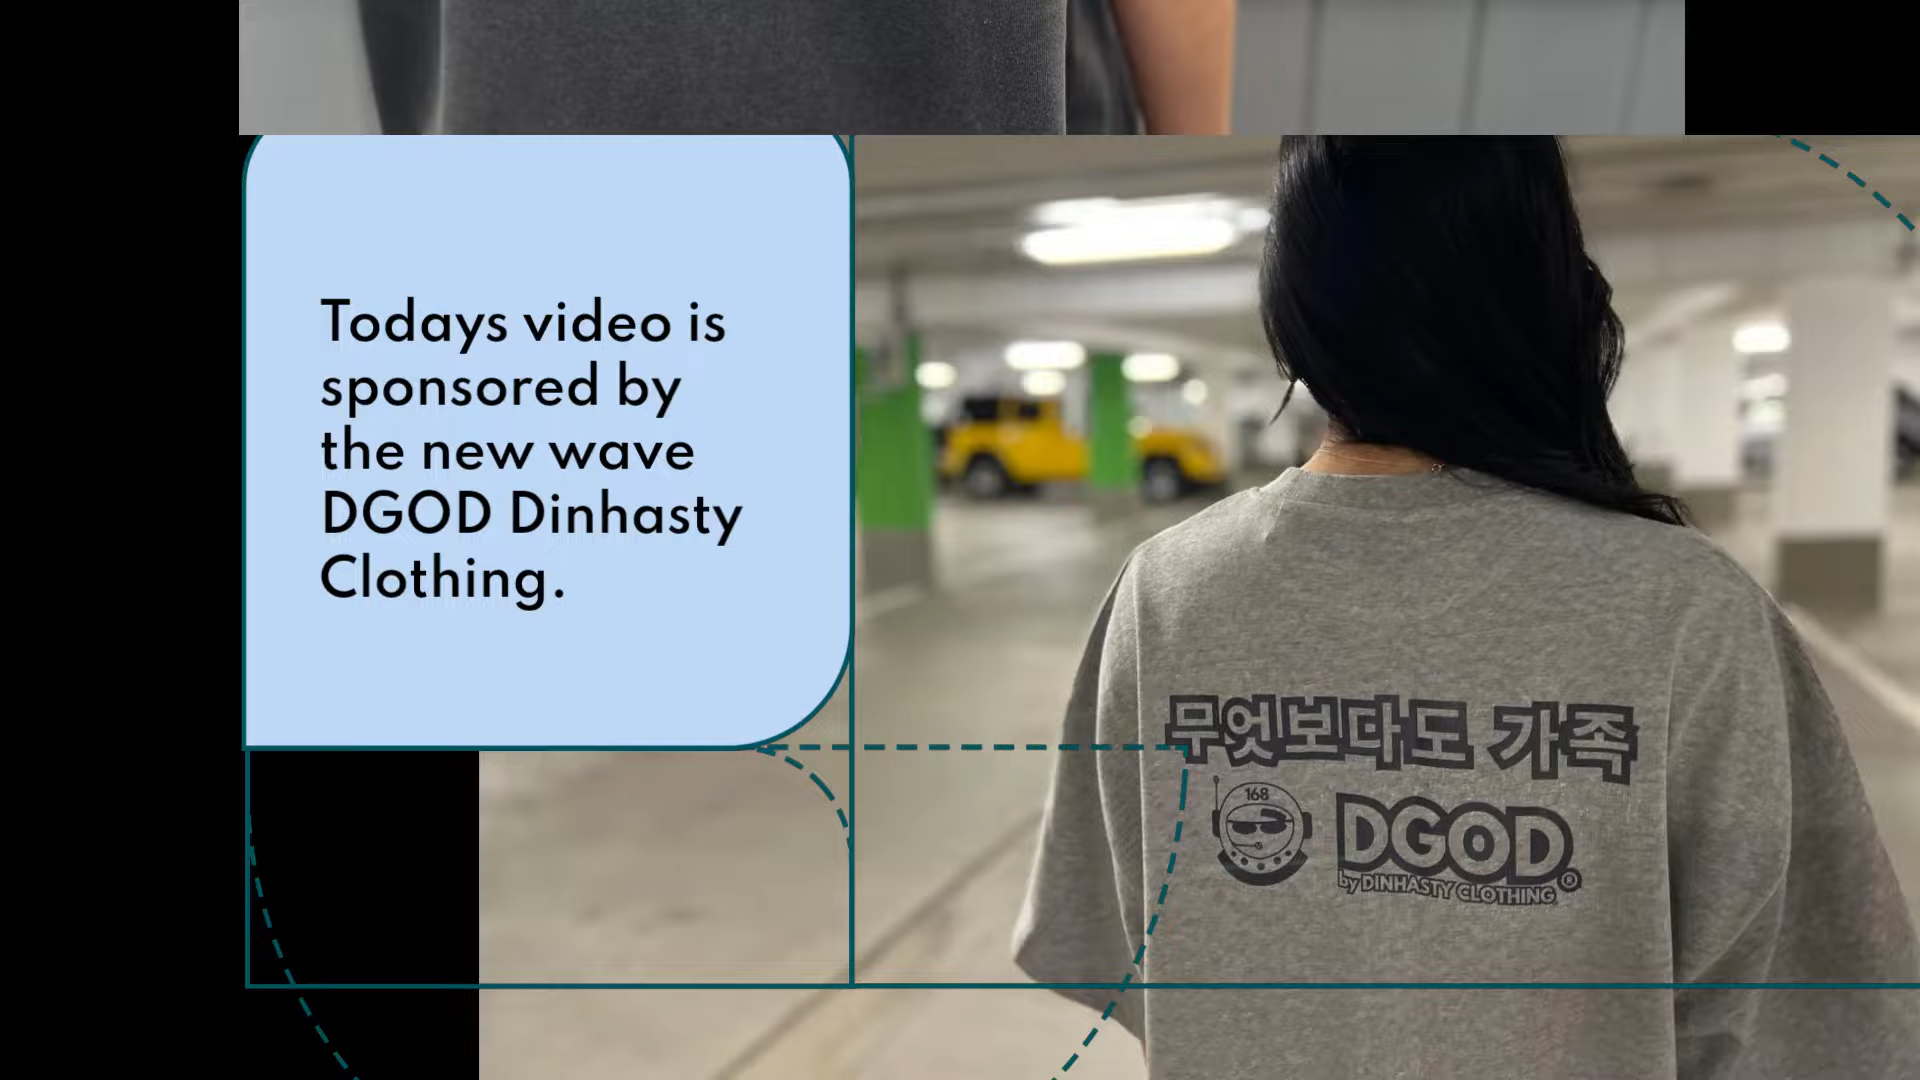 Todays video is
sponsored by
the new wave
DGOD Dinhasty
Clothing.
무엇보다도 가족
168
DGOD®
by DINHASTY CLOTHING